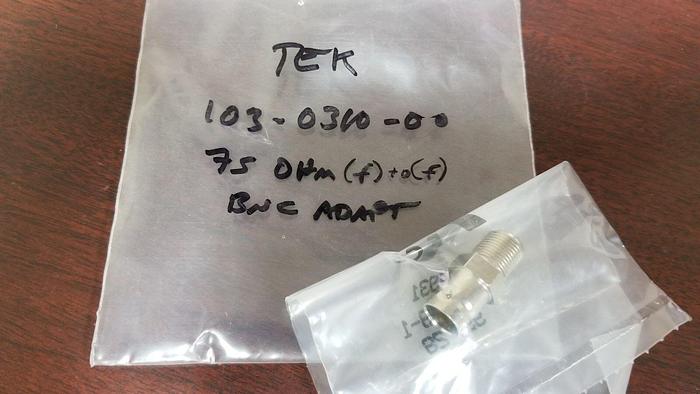 TEK
103-0310-00
75 OHM (f) to (f)
BNC ADAPT